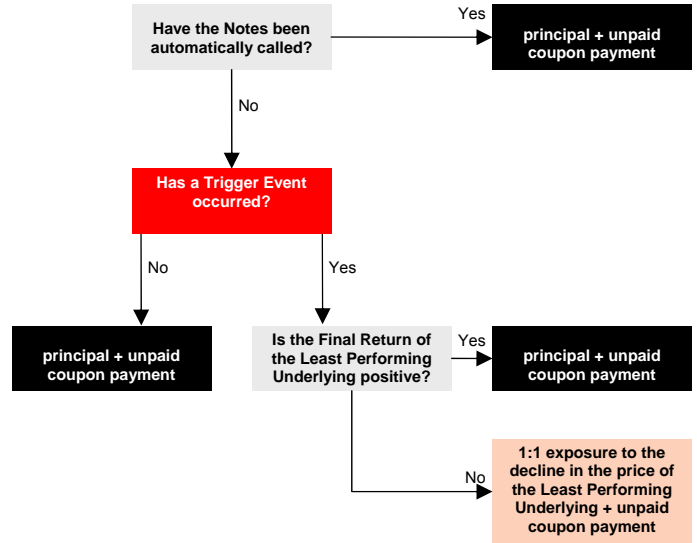 Have the Notes been
automatically called?
Yes
principal + unpaid
coupon payment
No
Has a Trigger Event
occurred?
No
Yes
principal + unpaid
coupon payment
Is the Final Return of
the Least Performing
Underlying positive?
Yes
principal + unpaid
coupon payment
No
1:1 exposure to the
decline in the price of
the Least Performing
Underlying + unpaid
coupon payment